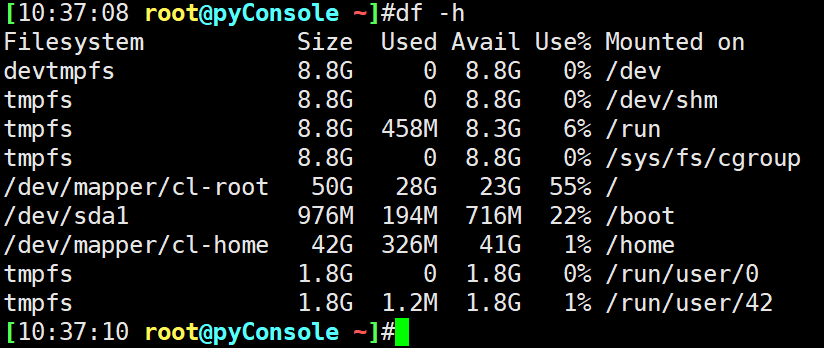 [10:37:08 root@pyConsole ~]#df -h
Filesystem           Size  Used Avail Use% Mounted on
devtmpfs             8.8G     0  8.8G   0% /dev
tmpfs                8.8G     0  8.8G   0% /dev/shm
tmpfs                8.8G  458M  8.3G   6% /run
tmpfs                8.8G     0  8.8G   0% /sys/fs/cgroup
/dev/mapper/cl-root   50G   28G   23G  55% /
/dev/sda1            976M  194M  716M  22% /boot
/dev/mapper/cl-home   42G  326M   41G   1% /home
tmpfs                1.8G     0  1.8G   0% /run/user/0
tmpfs                1.8G  1.2M  1.8G   1% /run/user/42
[10:37:10 root@pyConsole ~]#